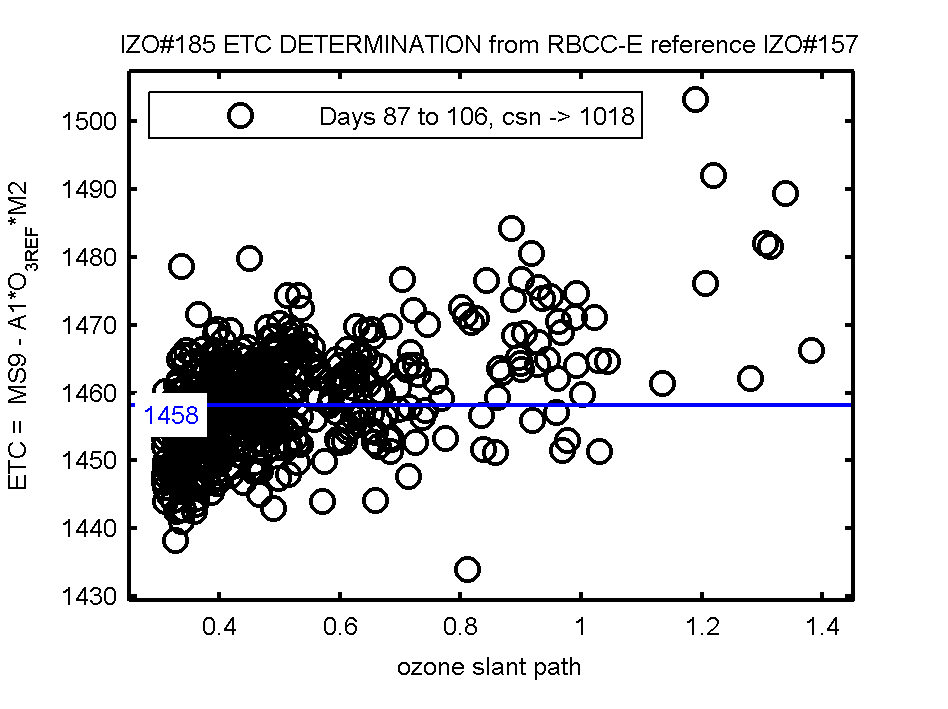 IZO#185 ETC DETERMINATION from RBCC-E reference IZO#157
Days 87 to 106, csn -> 1018
1500
1490
1480
1470
1460
1450
1440
1430
ETC = MS9 - A1*O3REF*M2
1458
0.4 0.6 0.8 1 1.2 1.4
ozone slant path